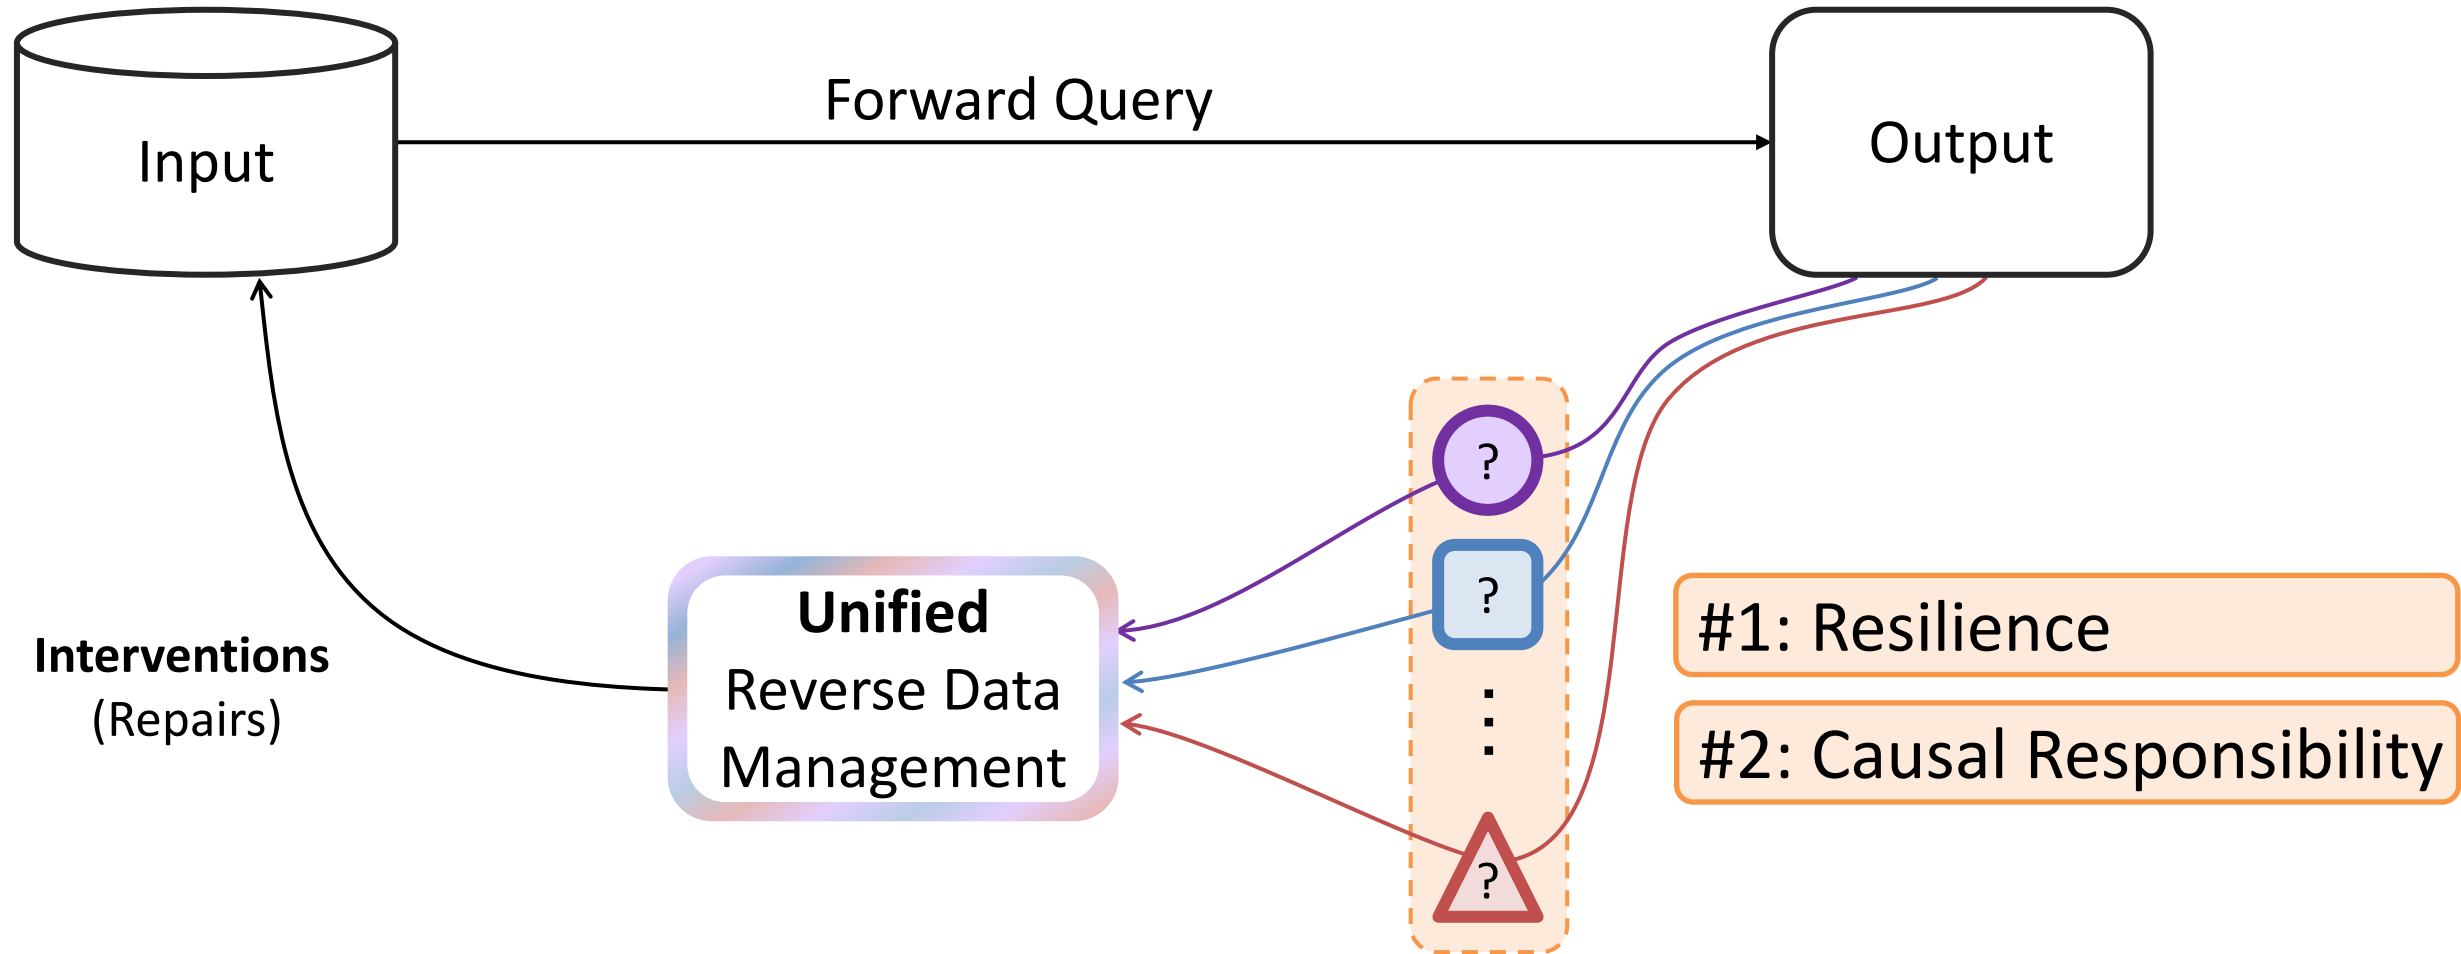 Input
Forward Query
Output
?
?
?
Unified
Reverse Data
Management
Interventions
(Repairs)
#1: Resilience
#2: Causal Responsibility